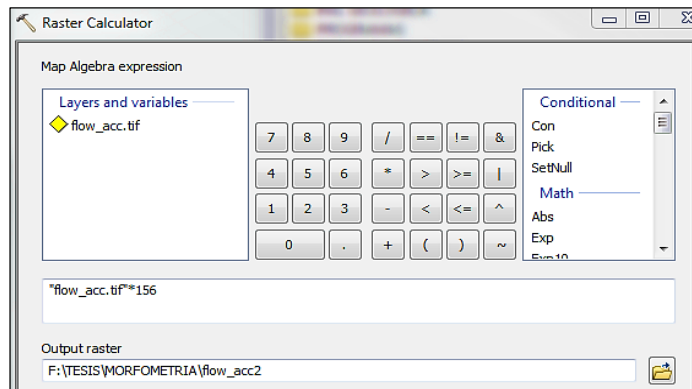 Raster Calculator
Map Algebra expression
Layers and variables
flow_acc.tif
7 8 9 / == != &
4 5 6 * > >= |
1 2 3 - < <= ^
0 . + ( ) ~
Conditional
Con
Pick
SetNull
Math
Abs
Exp
Exp10
"flow_acc.tif"*156
Output raster
F:\TESIS\MORFOMETRIA\flow_acc2